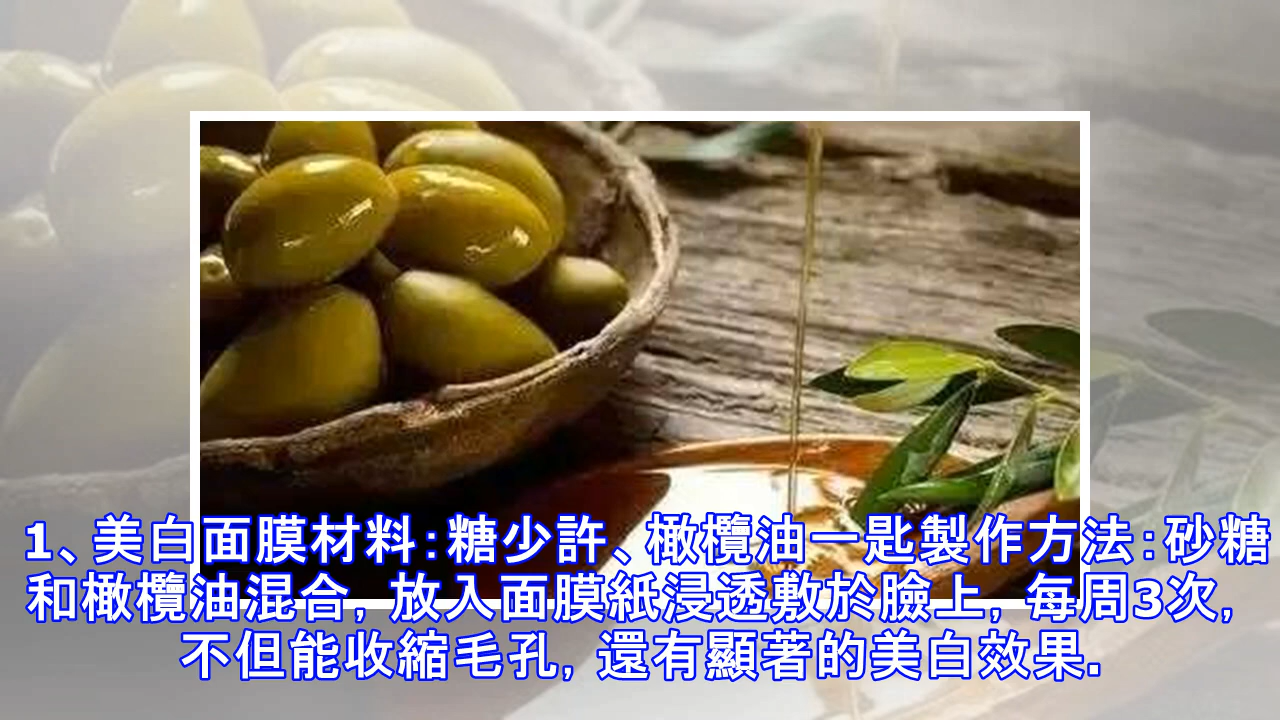 1、美白面膜材料:糖少許、橄欖油一匙製作方法:砂糖
和橄欖油混合, 放入面膜紙浸透敷於臉上, 每周3次,
不但能收縮毛孔, 還有顯著的美白效果.